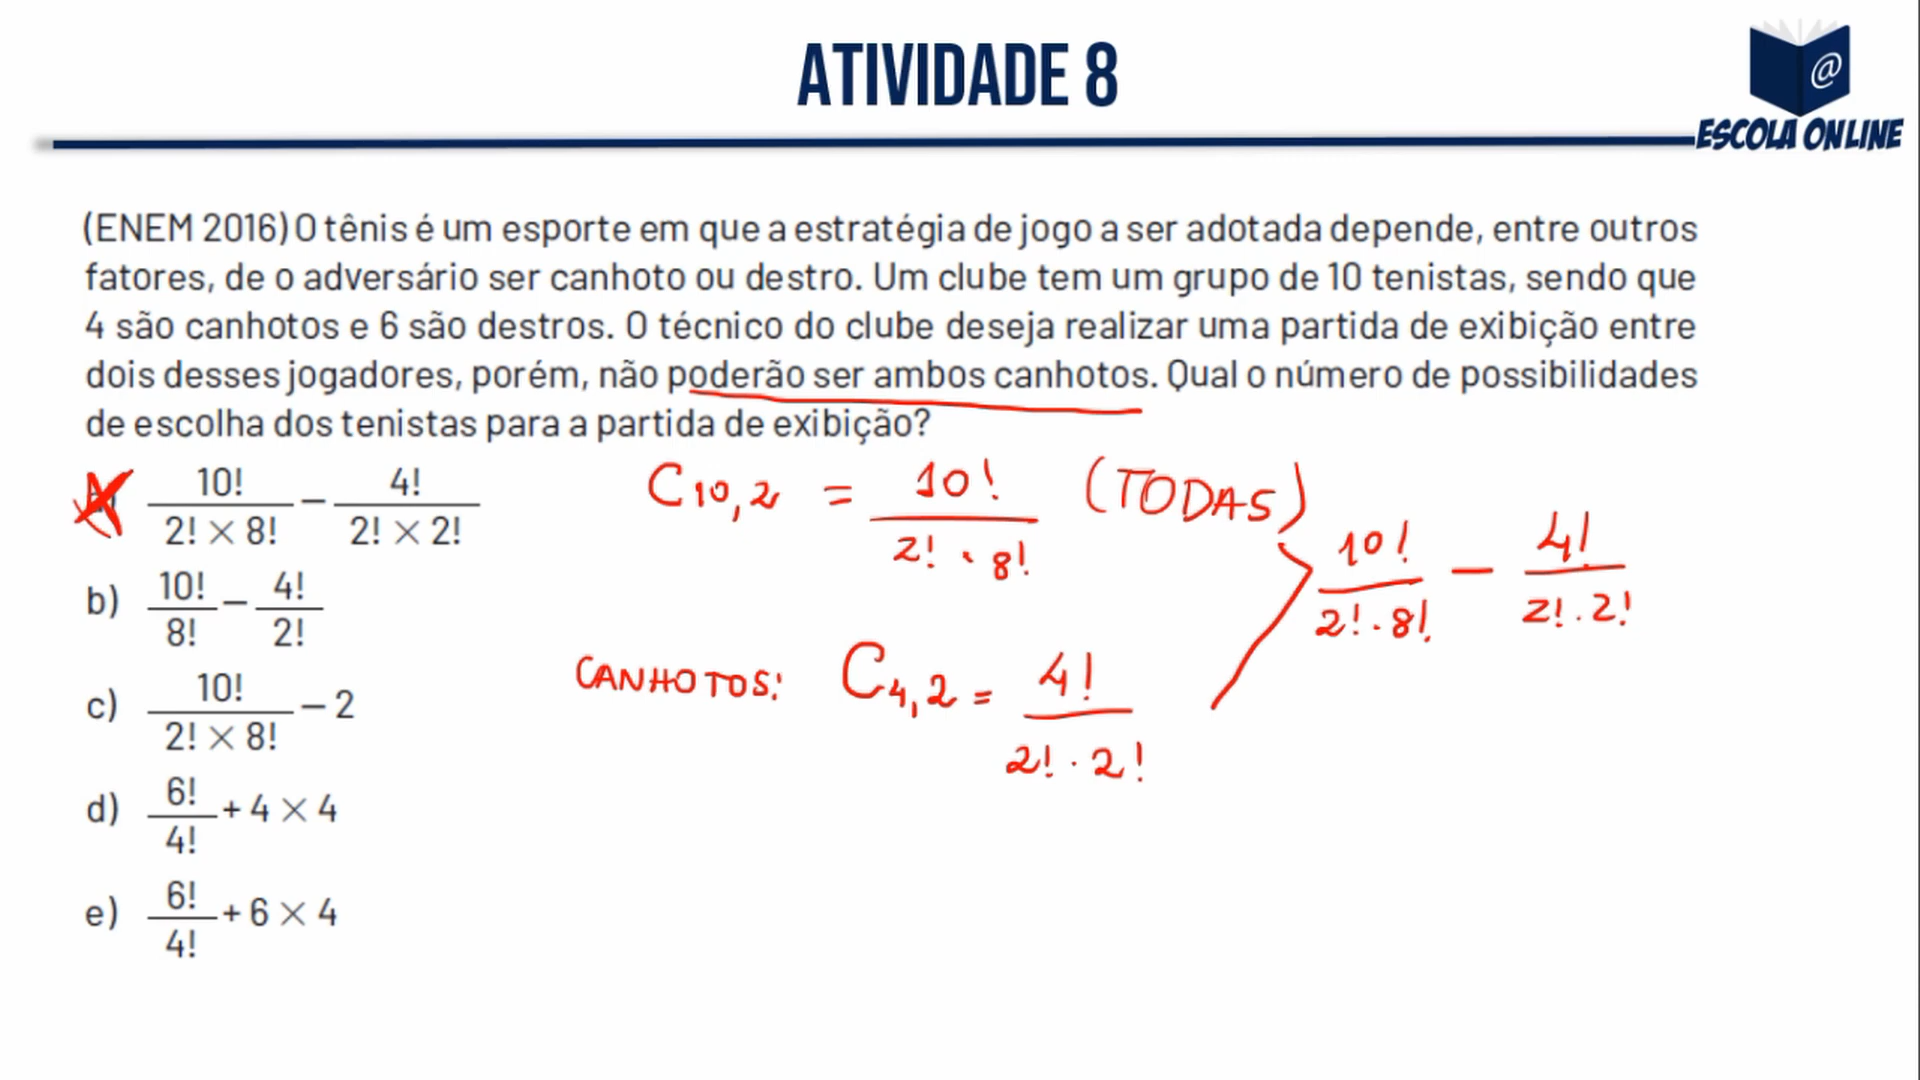 ATIVIDADE 8
@
ESCOLA ONLINE
(ENEM 2016) O tênis é um esporte em que a estratégia de jogo a ser adotada depende, entre outros
fatores, de o adversário ser canhoto ou destro. Um clube tem um grupo de 10 tenistas, sendo que
4 são canhotos e 6 são destros. O técnico do clube deseja realizar uma partida de exibição entre
dois desses jogadores, porém, não poderão ser ambos canhotos. Qual o número de possibilidades
de escolha dos tenistas para a partida de exibição?
10! / 2! × 8! − 4! / 2! × 2!
b) 10! / 8! − 4! / 2!
c) 10! / 2! × 8! − 2
d) 6! / 4! + 4 × 4
e) 6! / 4! + 6 × 4
C10,2 = 10! / 2! · 8! (TODAS)
CANHOTOS: C4,2 = 4! / 2! · 2!
10! / 2! · 8! − 4! / 2! · 2!